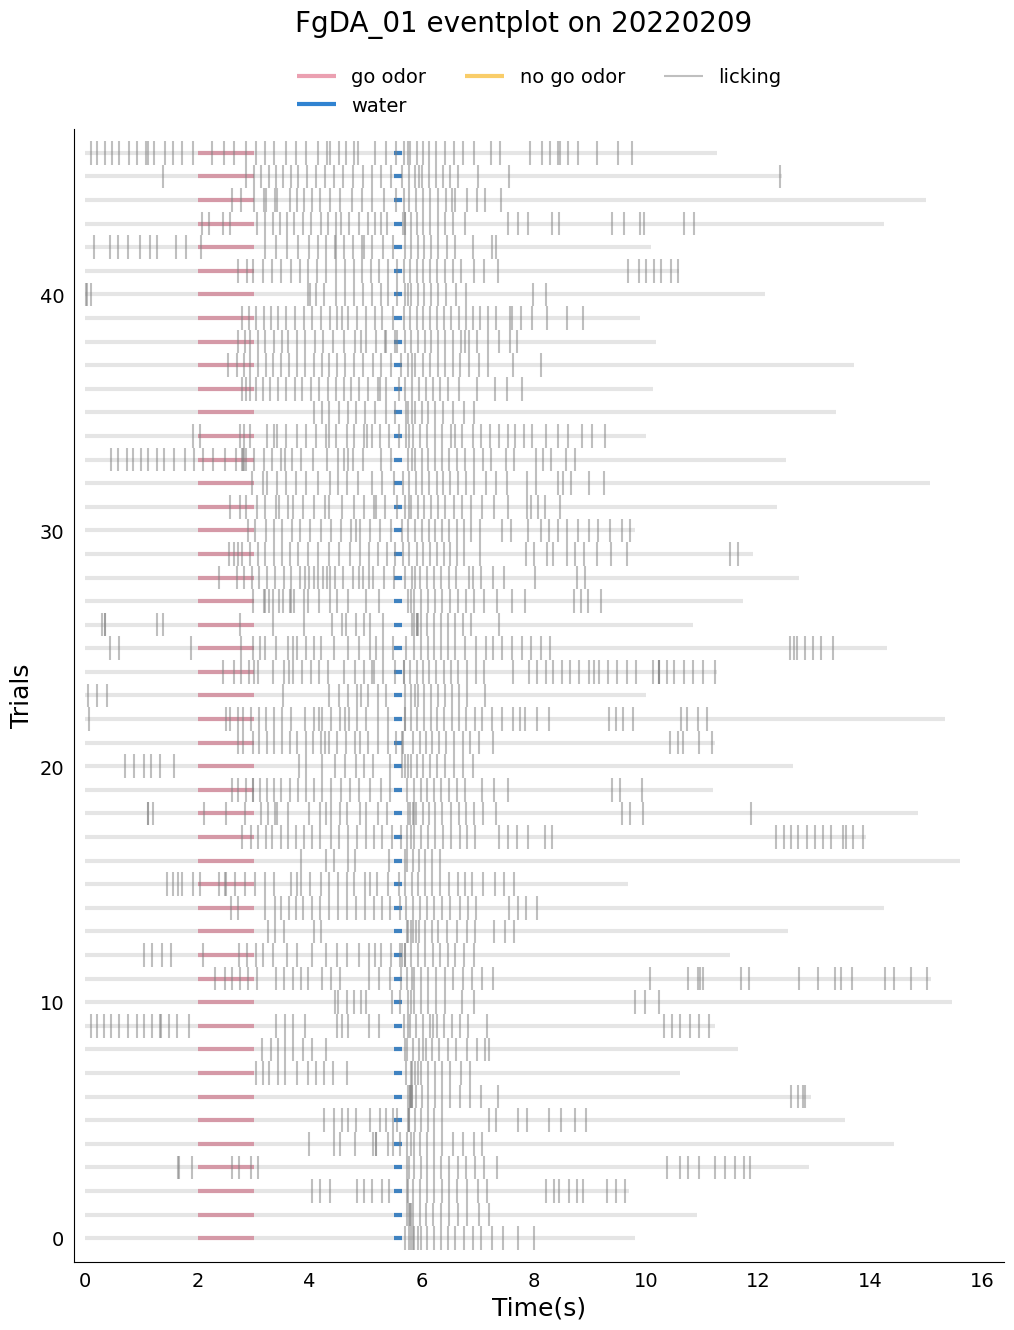 FgDA_01 eventplot on 20220209
go odor
no go odor
licking
water
40
30
20
10
0
Trials
0 2 4 6 8 10 12 14 16
Time(s)